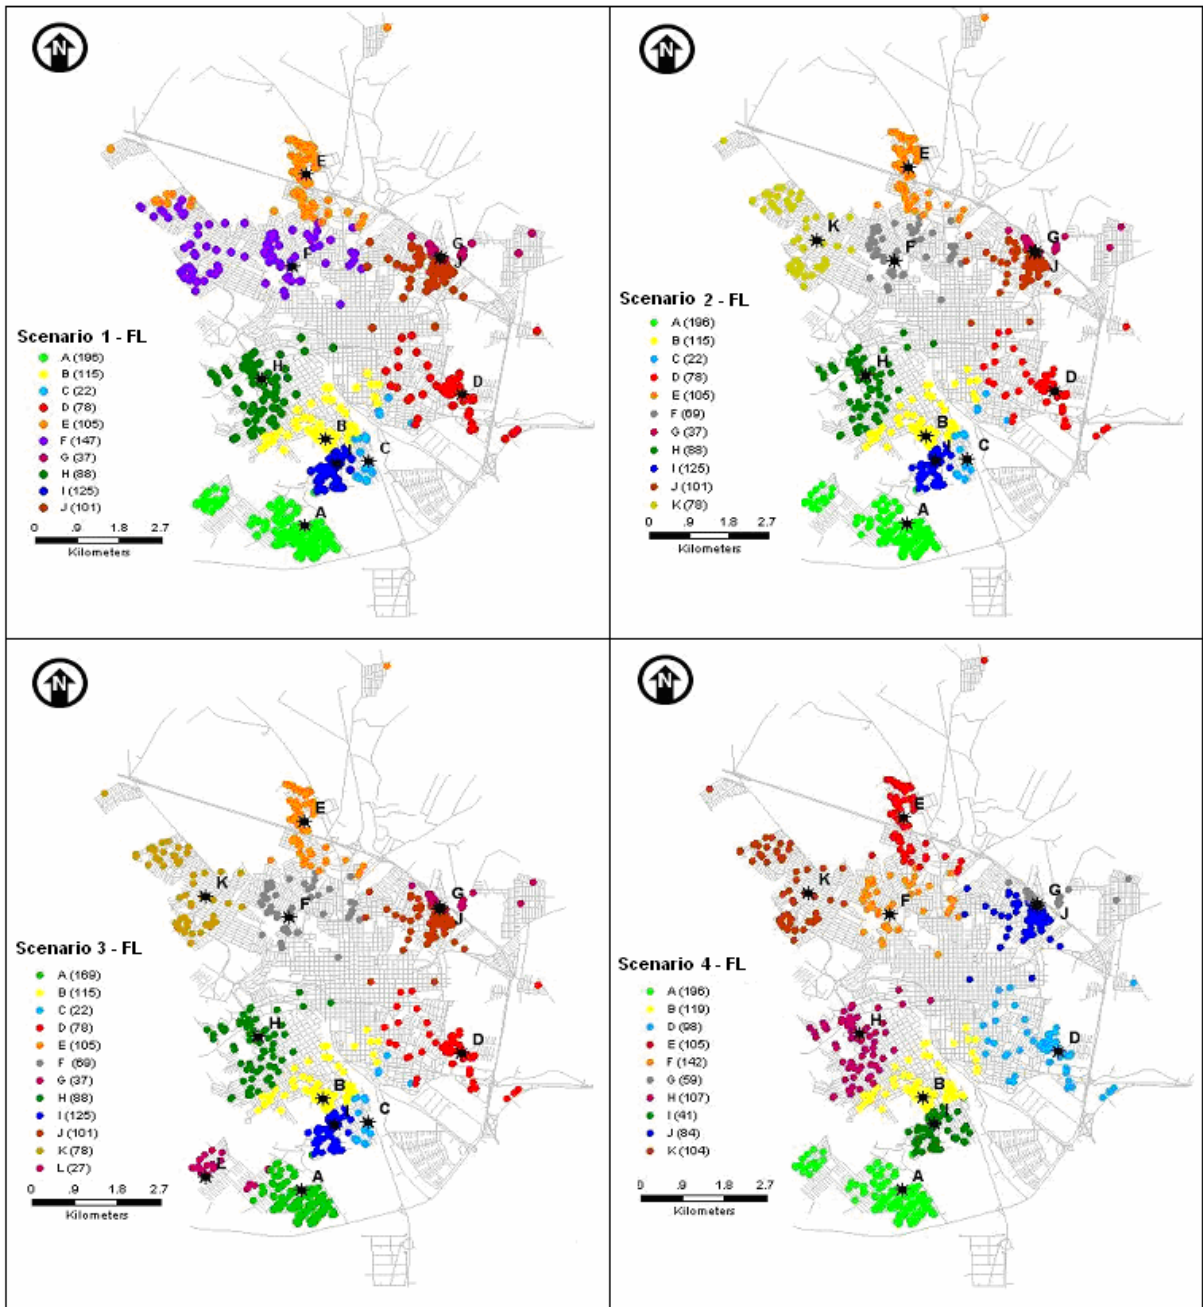 N
E
G
F
J
Scenario 1 - FL
A (196)
B (115)
C (22)
D (78)
E (105)
F (147)
G (37)
H (88)
I (125)
J (101)
0 .9 1.8 2.7
Kilometers
H
D
B
I
C
A
N
E
K
G
F
J
Scenario 2 - FL
A (196)
B (115)
C (22)
D (78)
E (105)
F (69)
G (37)
H (88)
I (125)
J (101)
K (78)
0 .9 1.8 2.7
Kilometers
H
D
B
I
C
A
N
E
K
G
F
J
Scenario 3 - FL
A (169)
B (115)
C (22)
D (78)
E (105)
F (69)
G (37)
H (88)
I (125)
J (101)
K (78)
L (27)
0 .9 1.8 2.7
Kilometers
H
D
B
I
C
L
A
N
E
K
G
F
J
Scenario 4 - FL
A (196)
B (119)
D (98)
E (105)
F (142)
G (59)
H (107)
I (41)
J (84)
K (104)
0 .9 1.8 2.7
Kilometers
H
D
B
I
A